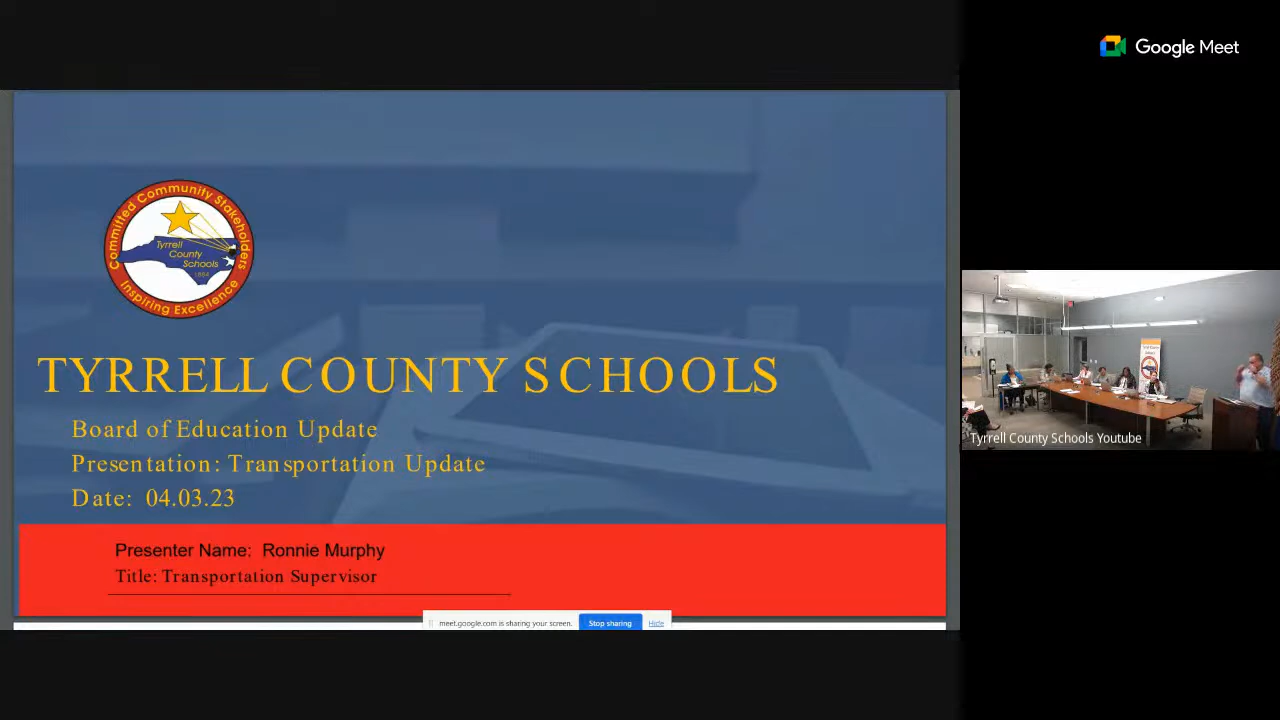 Google Meet
Committed Community Stakeholders
Tyrrell
County
Schools
Inspiring Excellence
TYRRELL COUNTY SCHOOLS
Board of Education Update
Presentation: Transportation Update
Date: 04.03.23
Presenter Name: Ronnie Murphy
Title: Transportation Supervisor
meet.google.com is sharing your screen.
Stop sharing
Hide
Tyrrell County Schools Youtube